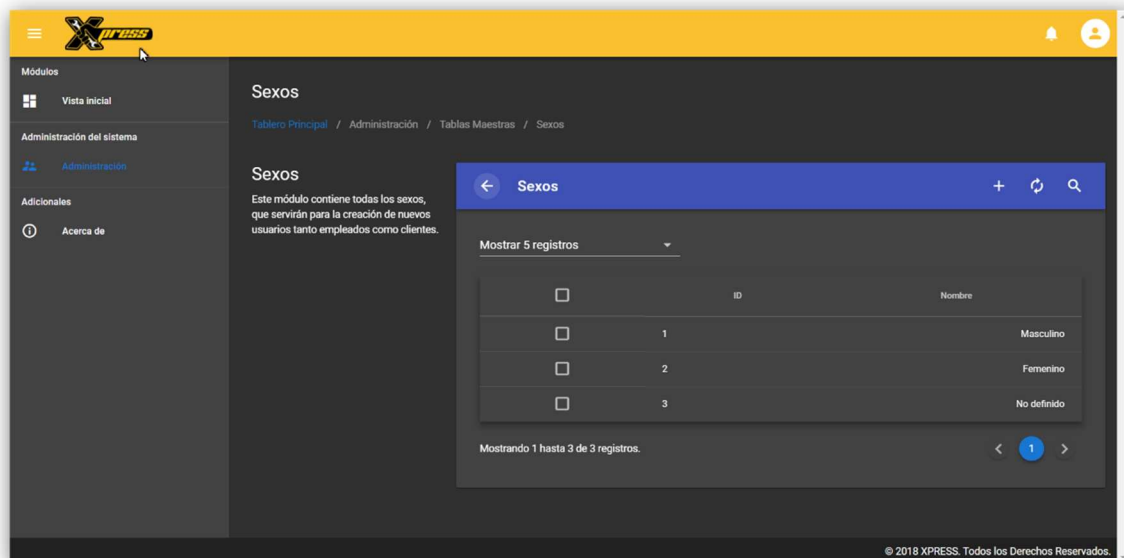 Xpress
Módulos
Vista inicial
Administración del sistema
Administración
Adicionales
Acerca de
Sexos
Tablero Principal / Administración / Tablas Maestras / Sexos
Sexos
Este módulo contiene todas los sexos,
que servirán para la creación de nuevos
usuarios tanto empleados como clientes.
Sexos
Mostrar 5 registros
ID Nombre
1 Masculino
2 Femenino
3 No definido
Mostrando 1 hasta 3 de 3 registros.
1
© 2018 XPRESS. Todos los Derechos Reservados.